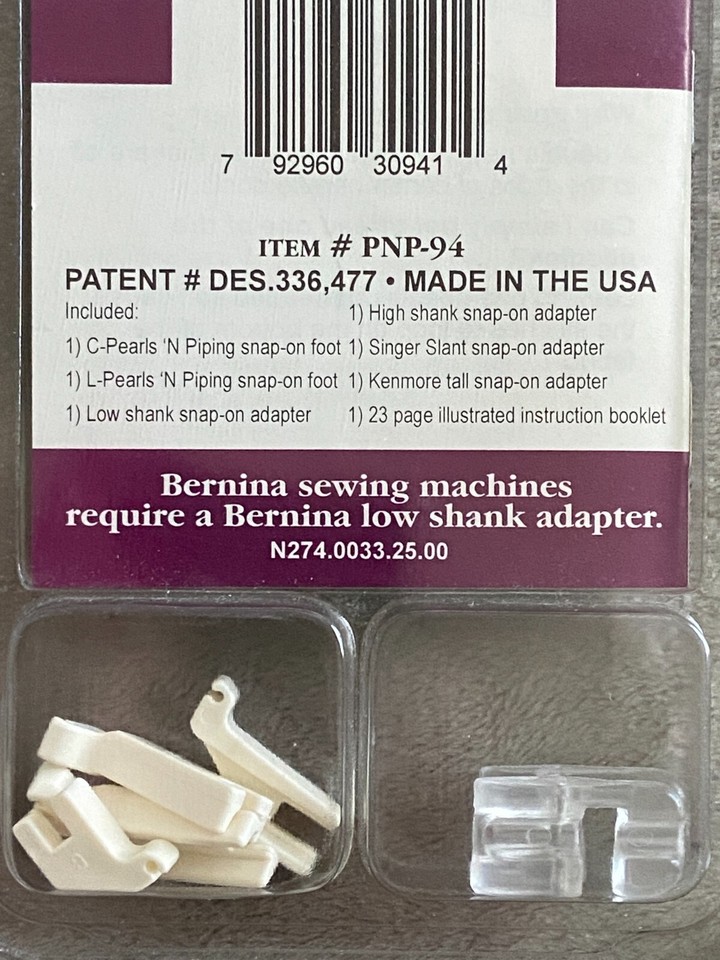 7 92960 30941 4
ITEM # PNP-94
PATENT # DES.336,477 • MADE IN THE USA
Included:
1) C-Pearls ‘N Piping snap-on foot
1) L-Pearls ‘N Piping snap-on foot
1) Low shank snap-on adapter
1) High shank snap-on adapter
1) Singer Slant snap-on adapter
1) Kenmore tall snap-on adapter
1) 23 page illustrated instruction booklet
Bernina sewing machines
require a Bernina low shank adapter.
N274.0033.25.00